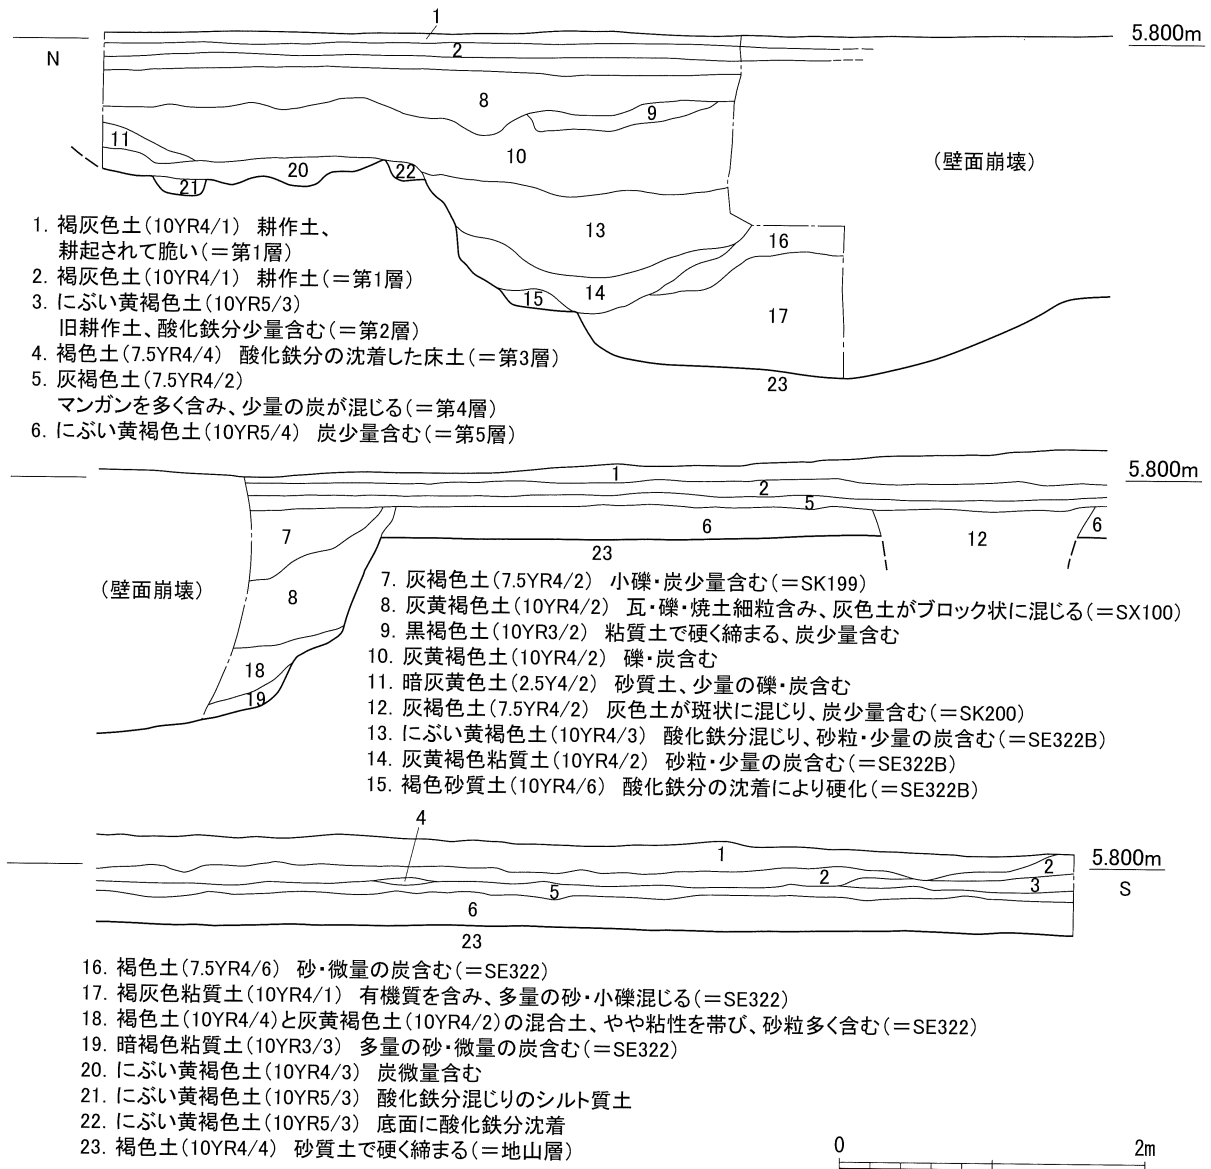 1
5.800m
N
2
8
9
11
10
(壁面崩壊)
20
22
21
13
16
15
14
17
23
1. 褐灰色土(10YR4/1) 耕作土、
耕起されて脆い(=第1層)
2. 褐灰色土(10YR4/1) 耕作土(=第1層)
3. にぶい黄褐色土(10YR5/3)
旧耕作土、酸化鉄分少量含む(=第2層)
4. 褐色土(7.5YR4/4) 酸化鉄分の沈着した床土(=第3層)
5. 灰褐色土(7.5YR4/2)
マンガンを多く含み、少量の炭が混じる(=第4層)
6. にぶい黄褐色土(10YR5/4) 炭少量含む(=第5層)
5.800m
1
2
5
7
6
12
6
23
(壁面崩壊)
8
18
19
7. 灰褐色土(7.5YR4/2) 小礫・炭少量含む(=SK199)
8. 灰黄褐色土(10YR4/2) 瓦・礫・焼土細粒含み、灰色土がブロック状に混じる(=SX100)
9. 黒褐色土(10YR3/2) 粘質土で硬く締まる、炭少量含む
10. 灰黄褐色土(10YR4/2) 礫・炭含む
11. 暗灰黄色土(2.5Y4/2) 砂質土、少量の礫・炭含む
12. 灰褐色土(7.5YR4/2) 灰色土が斑状に混じり、炭少量含む(=SK200)
13. にぶい黄褐色土(10YR4/3) 酸化鉄分混じり、砂粒・少量の炭含む(=SE322B)
14. 灰黄褐色粘質土(10YR4/2) 砂粒・少量の炭含む(=SE322B)
15. 褐色砂質土(10YR4/6) 酸化鉄分の沈着により硬化(=SE322B)
4
1
5.800m
2
2
3
5
S
6
23
16. 褐色土(7.5YR4/6) 砂・微量の炭含む(=SE322)
17. 褐灰色粘質土(10YR4/1) 有機質を含み、多量の砂・小礫混じる(=SE322)
18. 褐色土(10YR4/4)と灰黄褐色土(10YR4/2)の混合土、やや粘性を帯び、砂粒多く含む(=SE322)
19. 暗褐色粘質土(10YR3/3) 多量の砂・微量の炭含む(=SE322)
20. にぶい黄褐色土(10YR4/3) 炭微量含む
21. にぶい黄褐色土(10YR5/3) 酸化鉄分混じりのシルト質土
22. にぶい黄褐色土(10YR5/3) 底面に酸化鉄分沈着
23. 褐色土(10YR4/4) 砂質土で硬く締まる(=地山層)
0 2m